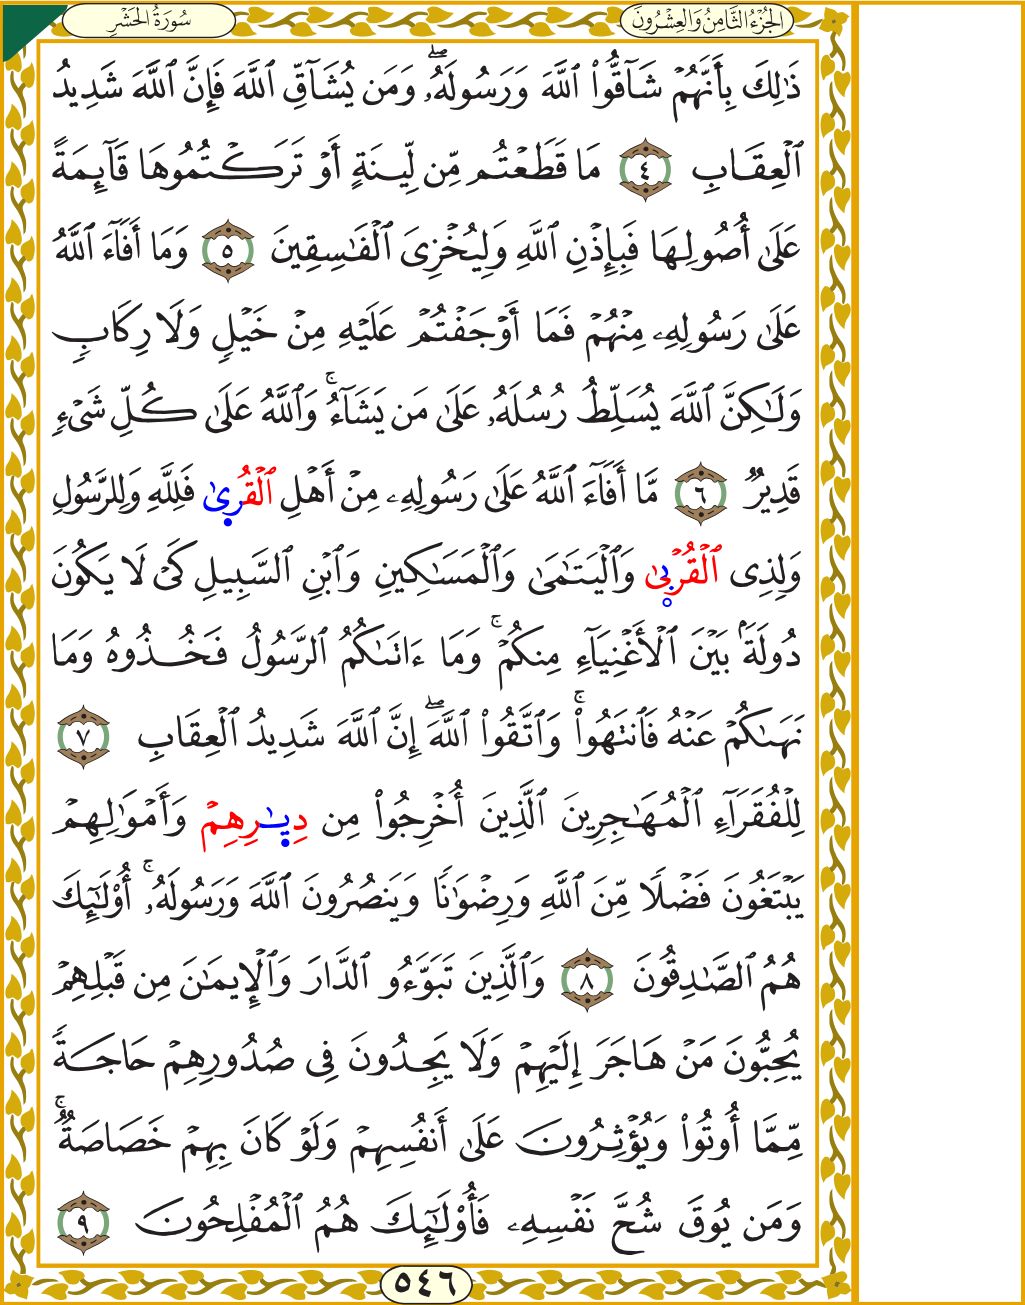 الجُزْءُ الثَّامِنُ وَالعِشْرُونَ
سُورَةُ الحَشْرِ
ذَٰلِكَ بِأَنَّهُمْ شَآقُّوا۟ ٱللَّهَ وَرَسُولَهُۥ ۖ وَمَن يُشَآقِّ ٱللَّهَ فَإِنَّ ٱللَّهَ شَدِيدُ
ٱلْعِقَابِ ٤ مَا قَطَعْتُم مِّن لِّينَةٍ أَوْ تَرَكْتُمُوهَا قَآئِمَةً
عَلَىٰٓ أُصُولِهَا فَبِإِذْنِ ٱللَّهِ وَلِيُخْزِىَ ٱلْفَٰسِقِينَ ٥ وَمَآ أَفَآءَ ٱللَّهُ
عَلَىٰ رَسُولِهِۦ مِنْهُمْ فَمَآ أَوْجَفْتُمْ عَلَيْهِ مِنْ خَيْلٍ وَلَا رِكَابٍ
وَلَٰكِنَّ ٱللَّهَ يُسَلِّطُ رُسُلَهُۥ عَلَىٰ مَن يَشَآءُ ۚ وَٱللَّهُ عَلَىٰ كُلِّ شَىْءٍ
قَدِيرٌ ٦ مَّآ أَفَآءَ ٱللَّهُ عَلَىٰ رَسُولِهِۦ مِنْ أَهْلِ ٱلْقُرَىٰ فَلِلَّهِ وَلِلرَّسُولِ
وَلِذِى ٱلْقُرْبَىٰ وَٱلْيَتَٰمَىٰ وَٱلْمَسَٰكِينِ وَٱبْنِ ٱلسَّبِيلِ كَىْ لَا يَكُونَ
دُولَةًۢ بَيْنَ ٱلْأَغْنِيَآءِ مِنكُمْ ۚ وَمَآ ءَاتَىٰكُمُ ٱلرَّسُولُ فَخُذُوهُ وَمَا
نَهَىٰكُمْ عَنْهُ فَٱنتَهُوا۟ ۚ وَٱتَّقُوا۟ ٱللَّهَ ۖ إِنَّ ٱللَّهَ شَدِيدُ ٱلْعِقَابِ ٧
لِلْفُقَرَآءِ ٱلْمُهَٰجِرِينَ ٱلَّذِينَ أُخْرِجُوا۟ مِن دِيَٰرِهِمْ وَأَمْوَٰلِهِمْ
يَبْتَغُونَ فَضْلًا مِّنَ ٱللَّهِ وَرِضْوَٰنًا وَيَنصُرُونَ ٱللَّهَ وَرَسُولَهُۥٓ ۚ أُو۟لَٰٓئِكَ
هُمُ ٱلصَّٰدِقُونَ ٨ وَٱلَّذِينَ تَبَوَّءُو ٱلدَّارَ وَٱلْإِيمَٰنَ مِن قَبْلِهِمْ
يُحِبُّونَ مَنْ هَاجَرَ إِلَيْهِمْ وَلَا يَجِدُونَ فِى صُدُورِهِمْ حَاجَةً
مِّمَّآ أُوتُوا۟ وَيُؤْثِرُونَ عَلَىٰٓ أَنفُسِهِمْ وَلَوْ كَانَ بِهِمْ خَصَاصَةٌ ۚ
وَمَن يُوقَ شُحَّ نَفْسِهِۦ فَأُو۟لَٰٓئِكَ هُمُ ٱلْمُفْلِحُونَ ٩
٥٤٦